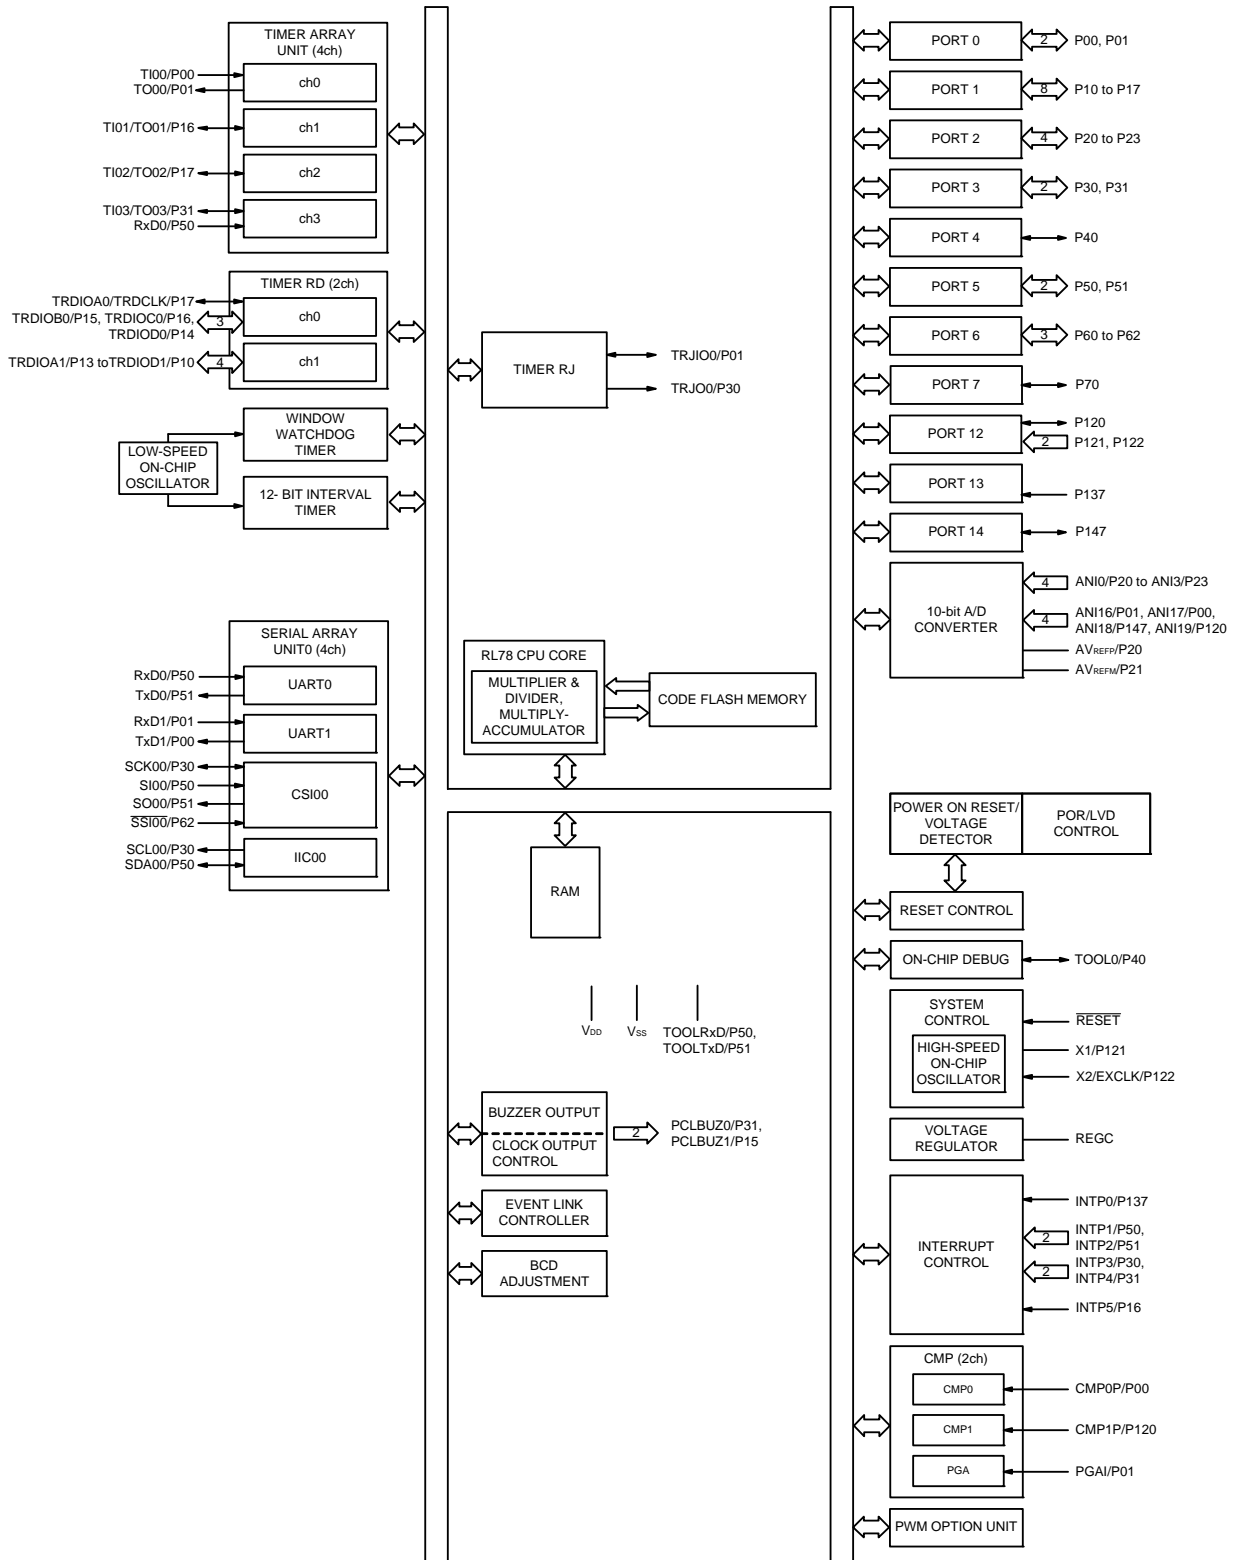 TIMER ARRAY
UNIT (4ch)
TI00/P00
TO00/P01
ch0
TI01/TO01/P16
ch1
TI02/TO02/P17
ch2
TI03/TO03/P31
RxD0/P50
ch3
TIMER RD (2ch)
TRDIOA0/TRDCLK/P17
TRDIOB0/P15, TRDIOC0/P16,
TRDIOD0/P14
3
ch0
TRDIOA1/P13 toTRDIOD1/P10
4
ch1
WINDOW
WATCHDOG
TIMER
LOW-SPEED
ON-CHIP
OSCILLATOR
12- BIT INTERVAL
TIMER
SERIAL ARRAY
UNIT0 (4ch)
RxD0/P50
TxD0/P51
UART0
RxD1/P01
TxD1/P00
UART1
SCK00/P30
SI00/P50
SO00/P51
SSI00/P62
CSI00
SCL00/P30
SDA00/P50
IIC00
TIMER RJ
TRJIO0/P01
TRJO0/P30
RL78 CPU CORE
MULTIPLIER &
DIVIDER,
MULTIPLY-
ACCUMULATOR
CODE FLASH MEMORY
RAM
VDD
VSS
TOOLRxD/P50,
TOOLTxD/P51
BUZZER OUTPUT
CLOCK OUTPUT
CONTROL
2
PCLBUZ0/P31,
PCLBUZ1/P15
EVENT LINK
CONTROLLER
BCD
ADJUSTMENT
PORT 0
2
P00, P01
PORT 1
8
P10 to P17
PORT 2
4
P20 to P23
PORT 3
2
P30, P31
PORT 4
P40
PORT 5
2
P50, P51
PORT 6
3
P60 to P62
PORT 7
P70
PORT 12
P120
2
P121, P122
PORT 13
P137
PORT 14
P147
10-bit A/D
CONVERTER
4
ANI0/P20 to ANI3/P23
4
ANI16/P01, ANI17/P00,
ANI18/P147, ANI19/P120
AVREFP/P20
AVREFM/P21
POWER ON RESET/
VOLTAGE
DETECTOR
POR/LVD
CONTROL
RESET CONTROL
ON-CHIP DEBUG
TOOL0/P40
SYSTEM
CONTROL
HIGH-SPEED
ON-CHIP
OSCILLATOR
RESET
X1/P121
X2/EXCLK/P122
VOLTAGE
REGULATOR
REGC
INTERRUPT
CONTROL
INTP0/P137
2
INTP1/P50,
INTP2/P51
2
INTP3/P30,
INTP4/P31
INTP5/P16
CMP (2ch)
CMP0
CMP0P/P00
CMP1
CMP1P/P120
PGA
PGAI/P01
PWM OPTION UNIT